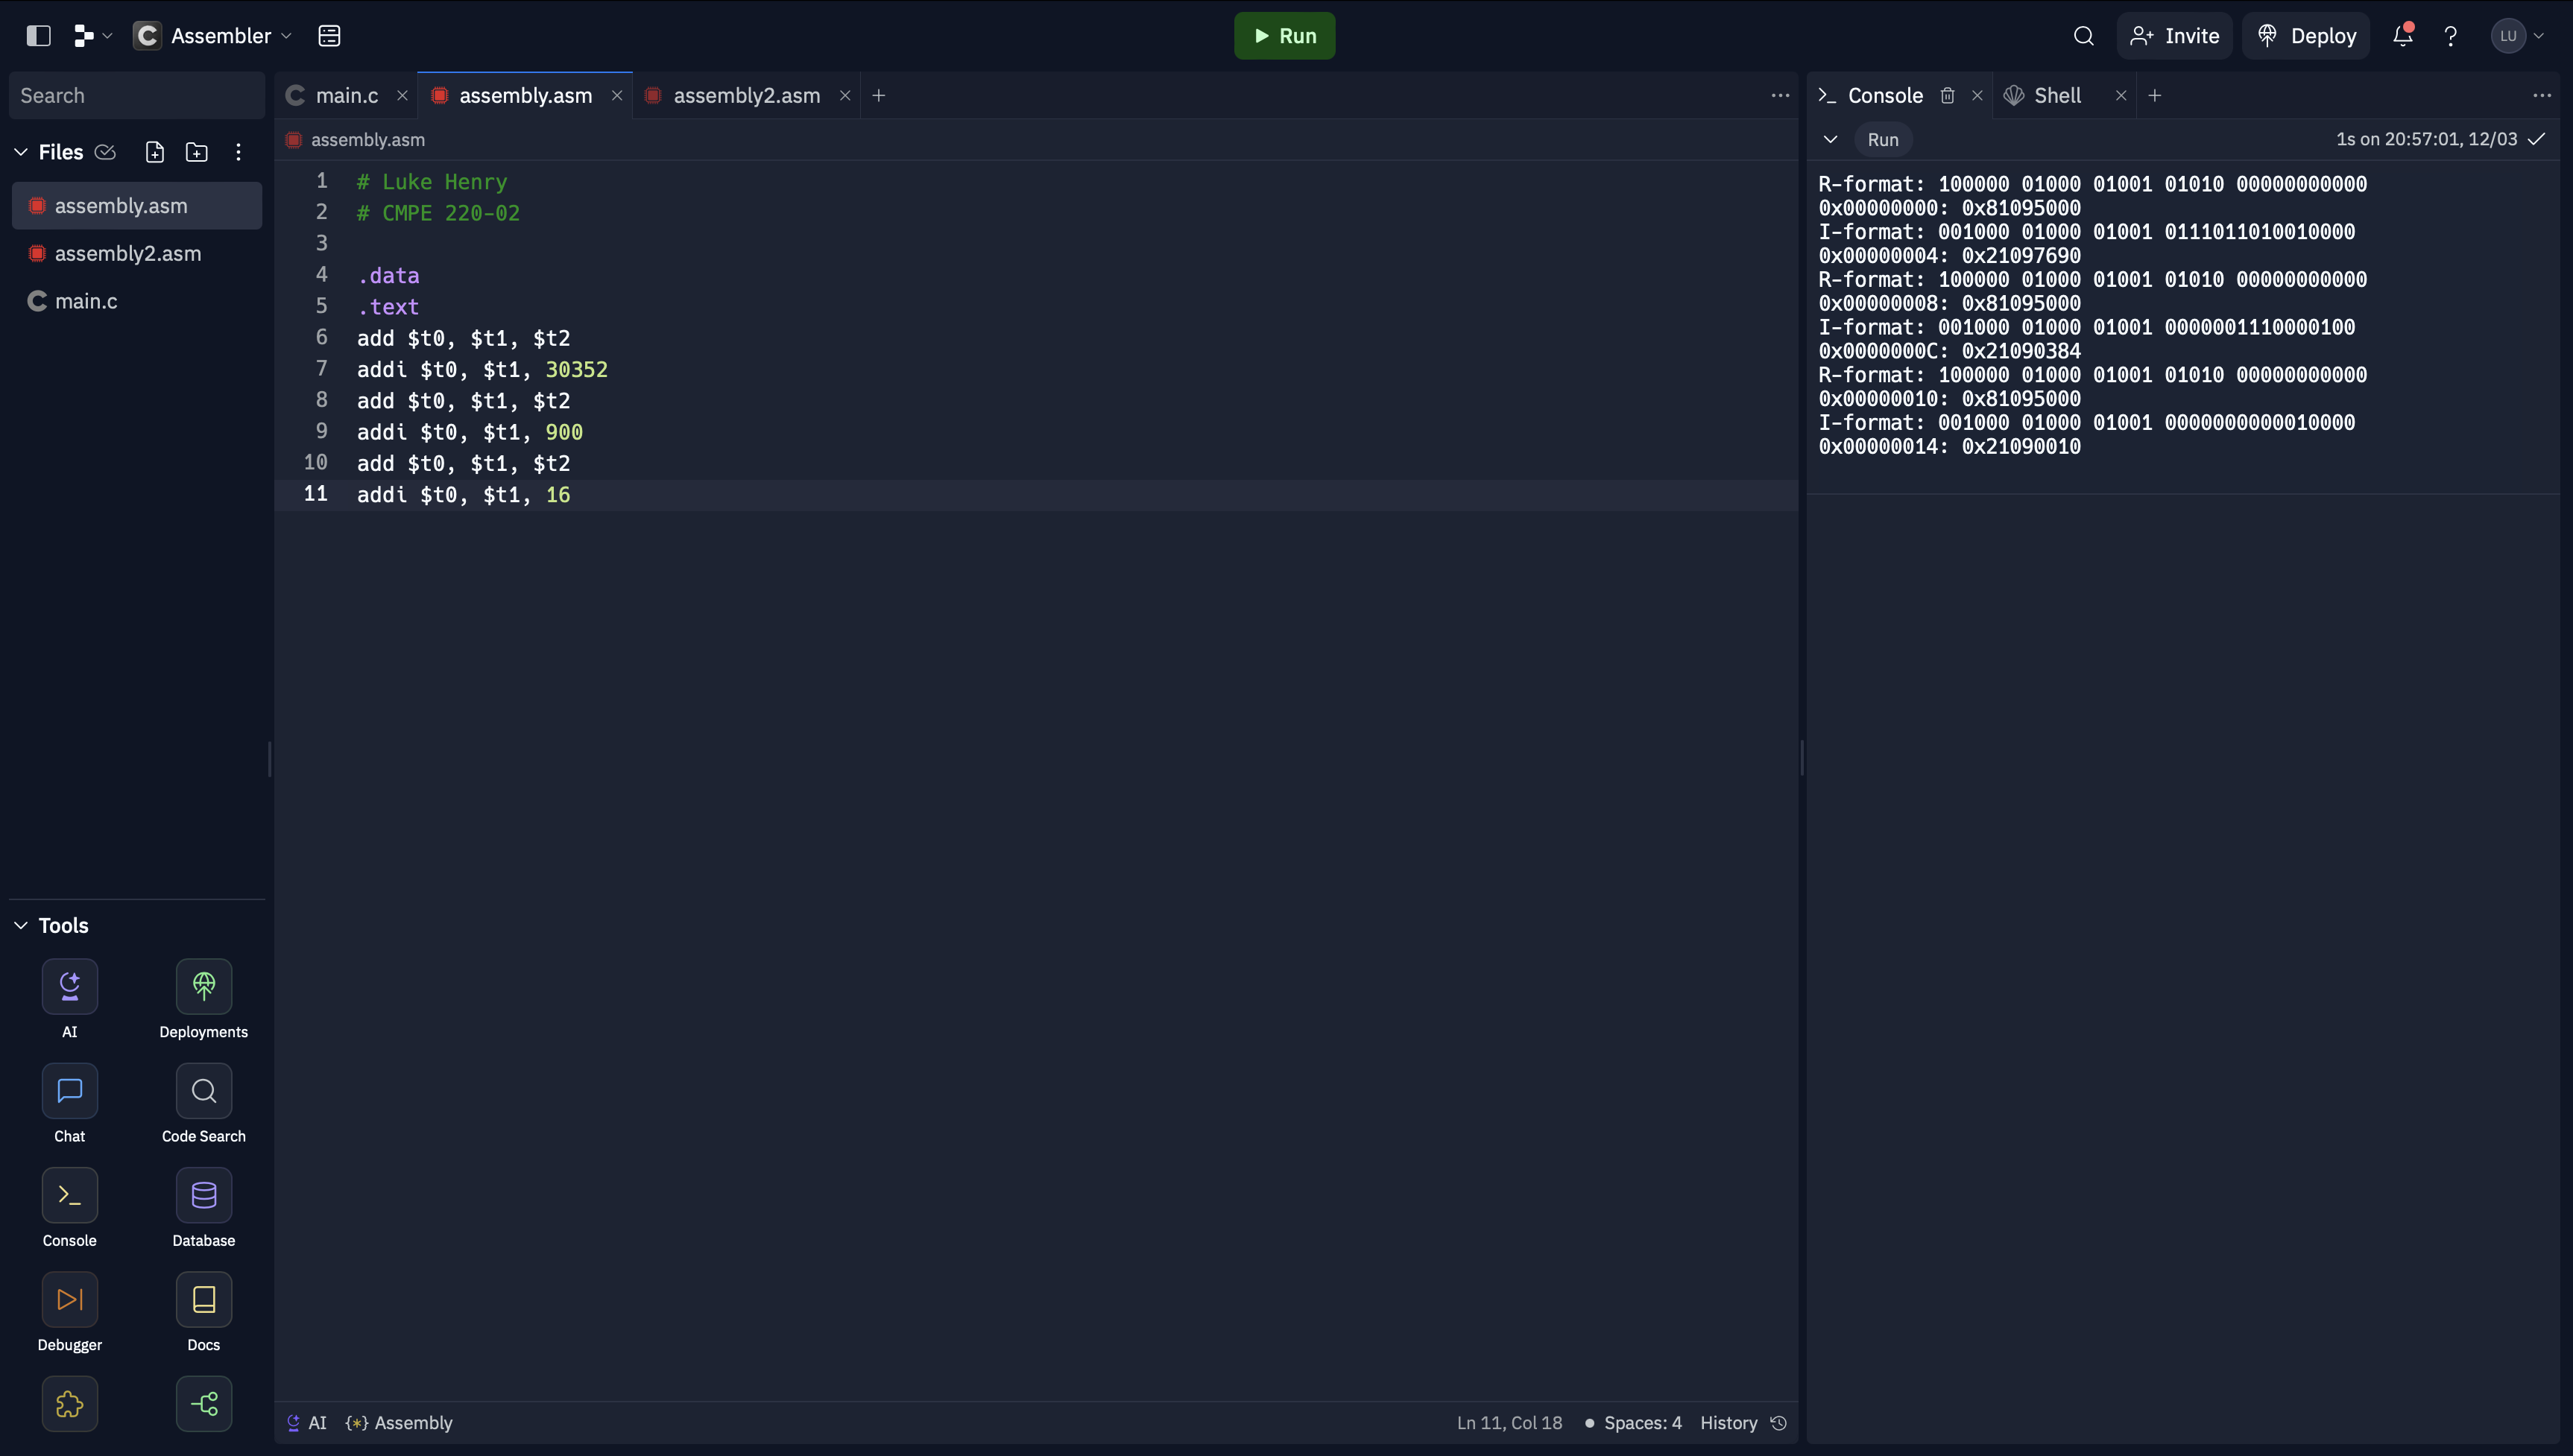 Assembler
Run
Invite
Deploy
LU
Search
Files
assembly.asm
assembly2.asm
main.c
Tools
AI
Deployments
Chat
Code Search
Console
Database
Debugger
Docs
main.c
assembly.asm
assembly2.asm
assembly.asm
1 # Luke Henry
2 # CMPE 220-02
3
4 .data
5 .text
6 add $t0, $t1, $t2
7 addi $t0, $t1, 30352
8 add $t0, $t1, $t2
9 addi $t0, $t1, 900
10 add $t0, $t1, $t2
11 addi $t0, $t1, 16
AI {*} Assembly Ln 11, Col 18 Spaces: 4 History
Console
Shell
Run 1s on 20:57:01, 12/03
R-format: 100000 01000 01001 01010 00000000000
0x00000000: 0x81095000
I-format: 001000 01000 01001 0111011010010000
0x00000004: 0x21097690
R-format: 100000 01000 01001 01010 00000000000
0x00000008: 0x81095000
I-format: 001000 01000 01001 0000001110000100
0x0000000C: 0x21090384
R-format: 100000 01000 01001 01010 00000000000
0x00000010: 0x81095000
I-format: 001000 01000 01001 0000000000010000
0x00000014: 0x21090010